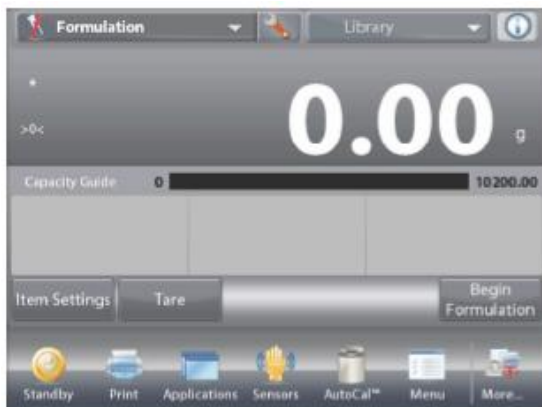 Formulation Library
*
>0<
0.00 g
Capacity Guide 0 10200.00
Item Settings Tare Begin
Formulation
Standby Print Applications Sensors AutoCal™ Menu More...